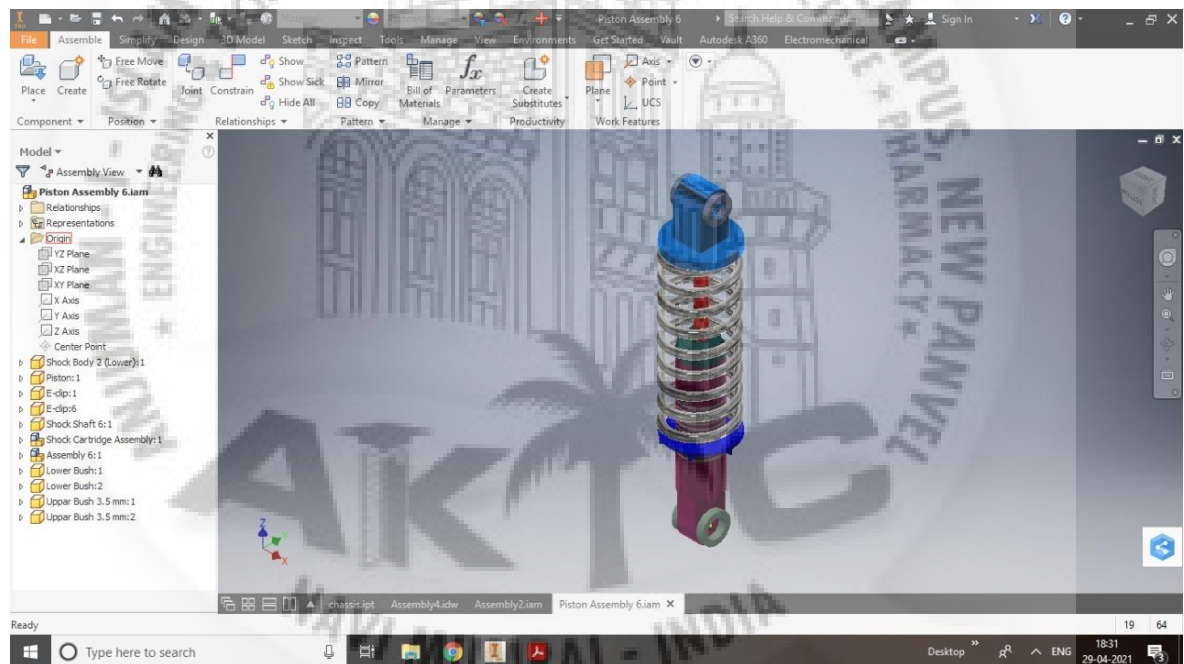 Piston Assembly 6
Search Help & Commands...
Sign In
File Assemble Simplify Design 3D Model Sketch Inspect Tools Manage View Environments Get Started Vault Autodesk A360 Electromechanical
Place
Create
Free Move
Free Rotate
Joint
Constrain
Show
Show Sick
Hide All
Pattern
Mirror
Copy
Bill of Materials
fx
Parameters
Create Substitutes
Plane
Axis
Point
UCS
Component Position Relationships Pattern Manage Productivity Work Features
Model
Assembly View
Piston Assembly 6.iam
Relationships
Representations
Origin
YZ Plane
XZ Plane
XY Plane
X Axis
Y Axis
Z Axis
Center Point
Shock Body 2 (Lower):1
Piston:1
E-clip:1
E-clip:6
Shock Shaft 6:1
Shock Cartridge Assembly:1
Assembly 6:1
Lower Bush:1
Lower Bush:2
Uppar Bush 3.5 mm:1
Uppar Bush 3.5 mm:2
Z
Y
X
AKTC
NEW PANVEL
PHARMACY
NAVI MUMBAI - INDIA
chassis.ipt Assembly4.idw Assembly2.iam Piston Assembly 6.iam
Ready
19 64
Type here to search
Desktop
ENG
18:31
29-04-2021